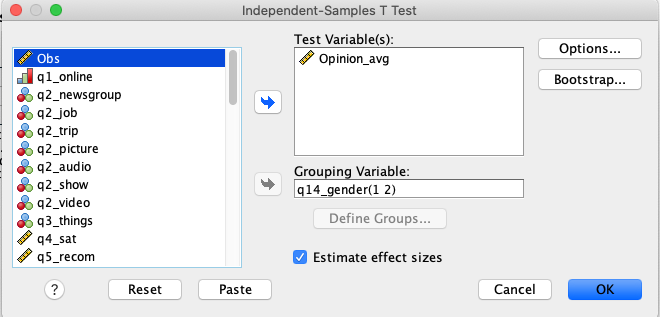 Independent-Samples T Test
Obs
q1_online
q2_newsgroup
q2_job
q2_trip
q2_picture
q2_audio
q2_show
q2_video
q3_things
q4_sat
q5_recom
Test Variable(s):
Opinion_avg
Grouping Variable:
q14_gender(1 2)
Define Groups...
Estimate effect sizes
Options...
Bootstrap...
?
Reset
Paste
Cancel
OK